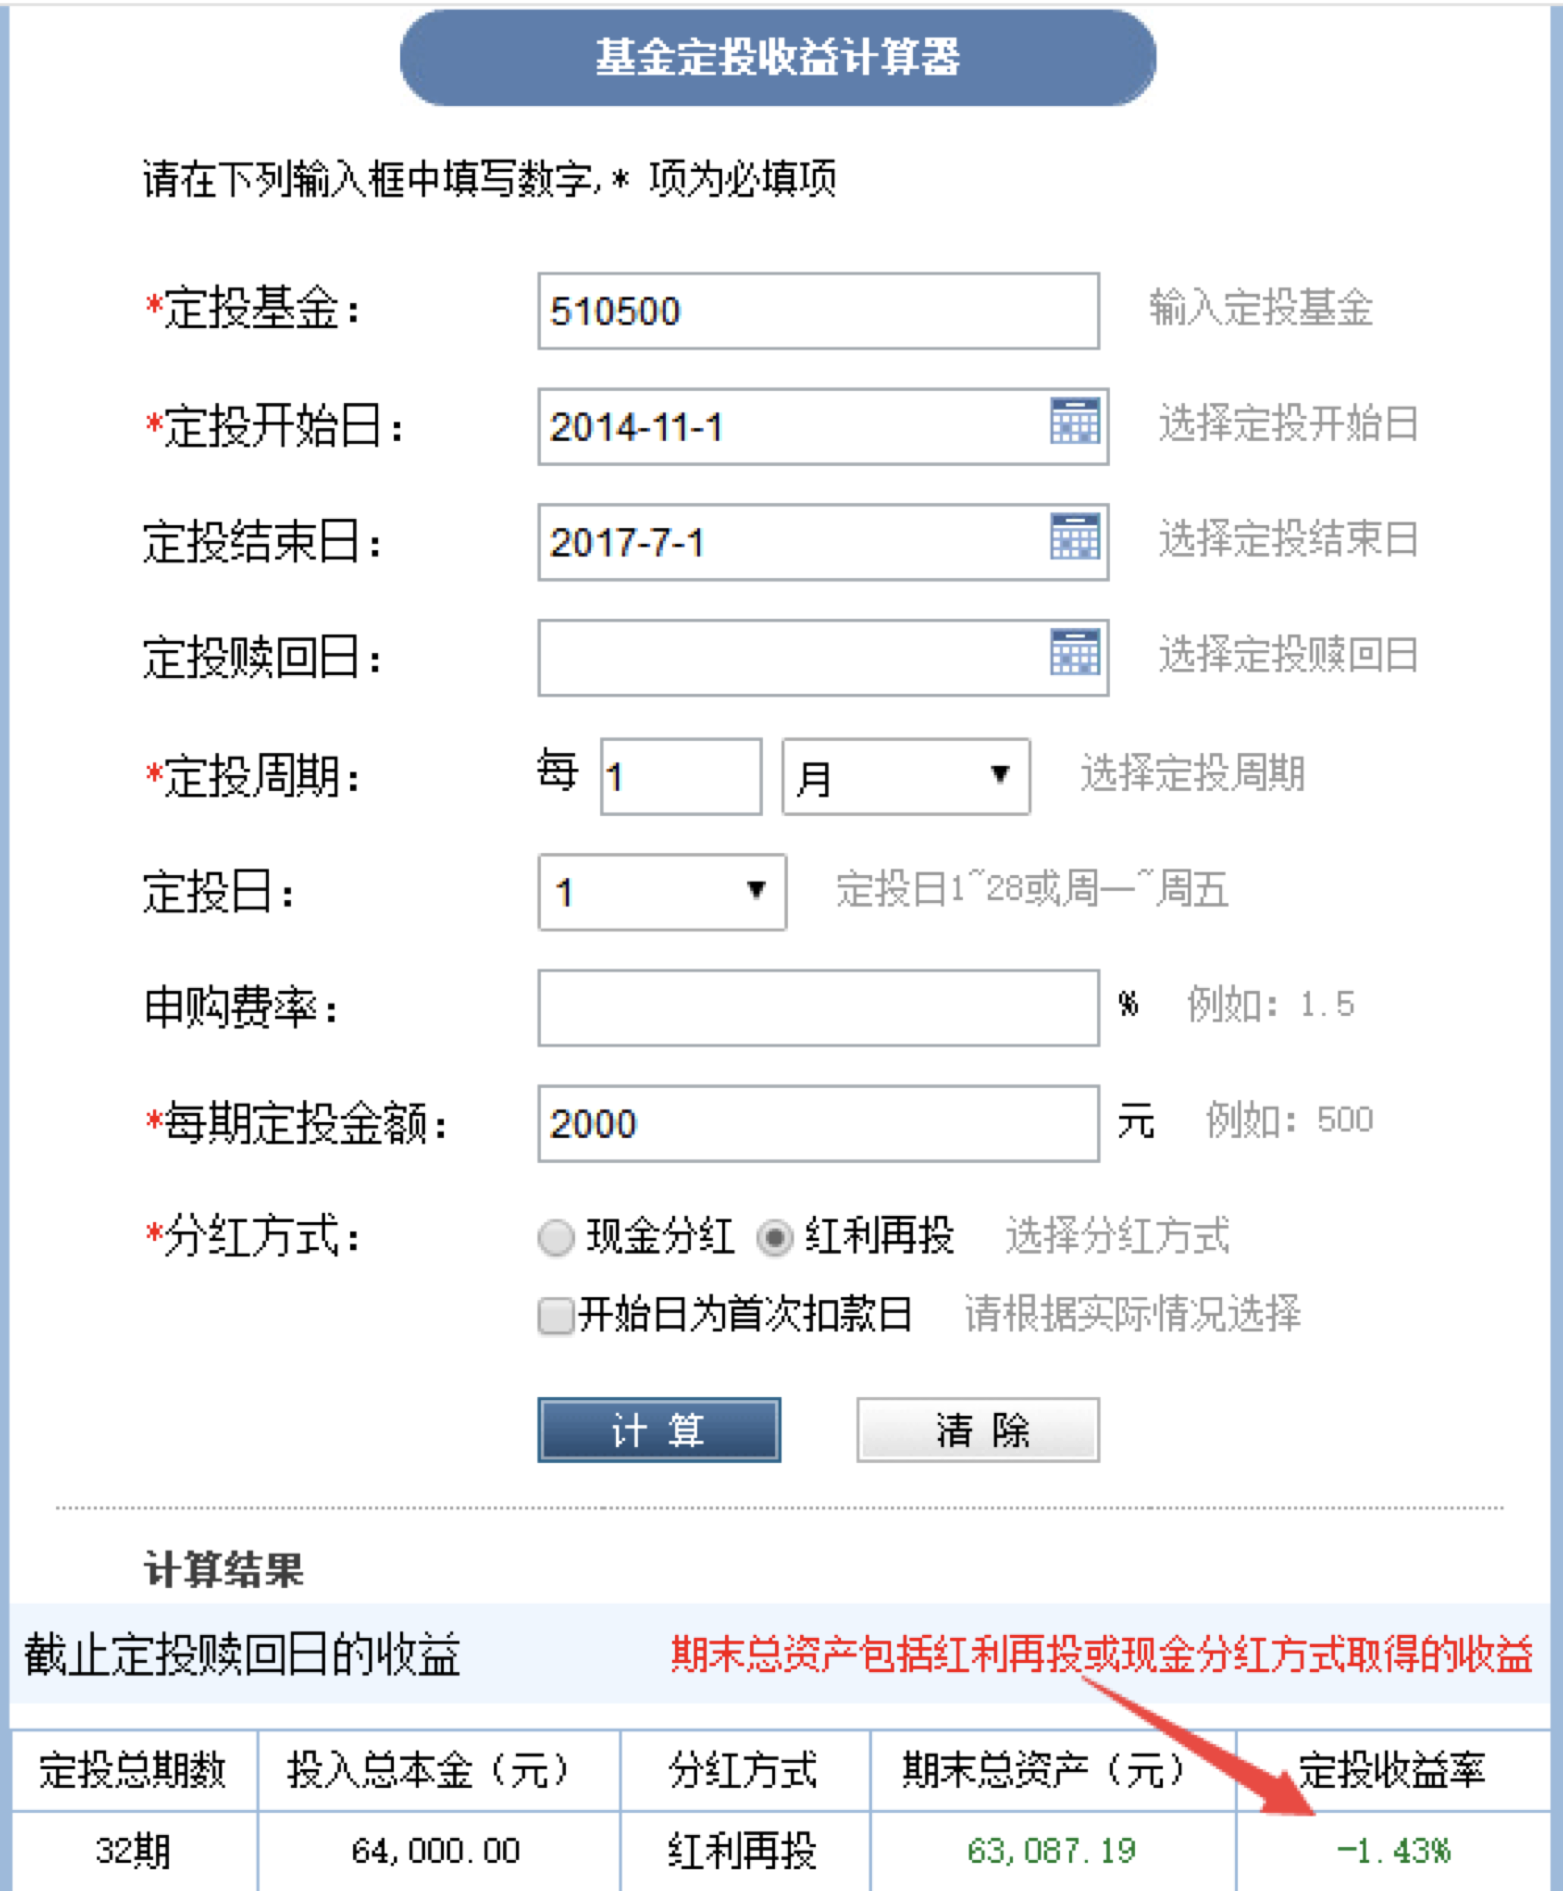 基金定投收益计算器
请在下列输入框中填写数字,* 项为必填项
*定投基金: 510500 输入定投基金
*定投开始日: 2014-11-1 选择定投开始日
定投结束日: 2017-7-1 选择定投结束日
定投赎回日: 选择定投赎回日
*定投周期: 每 1 月 选择定投周期
定投日: 1 定投日1~28或周一~周五
申购费率: % 例如: 1.5
*每期定投金额: 2000 元 例如: 500
*分红方式: 现金分红 红利再投 选择分红方式
开始日为首次扣款日 请根据实际情况选择
计算 清除
计算结果
截止定投赎回日的收益 期末总资产包括红利再投或现金分红方式取得的收益
定投总期数 投入总本金（元） 分红方式 期末总资产（元） 定投收益率
32期 64,000.00 红利再投 63,087.19 -1.43%